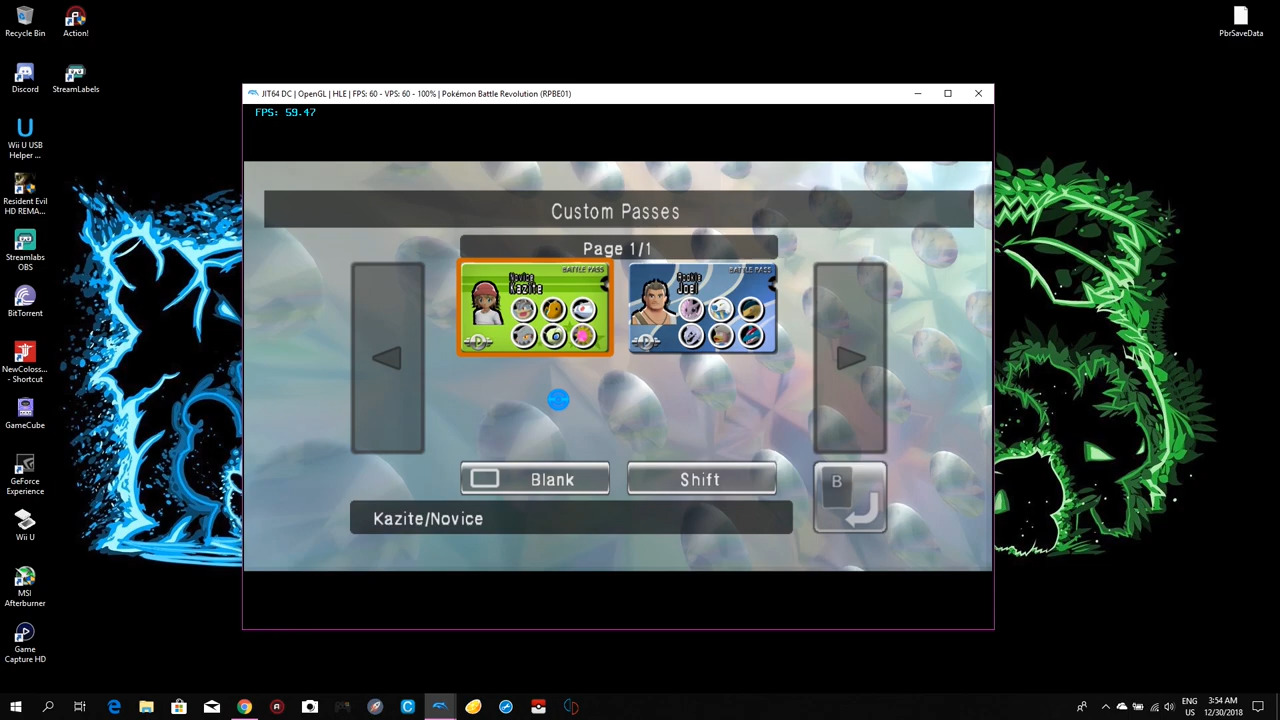 Recycle Bin
Action!
PbrSaveData
Discord
StreamLabels
Wii U USB
Helper ...
Resident Evil
HD REMA...
Streamlabs
OBS
BitTorrent
NewColoss...
- Shortcut
GameCube
GeForce
Experience
Wii U
MSI
Afterburner
Game
Capture HD
JIT64 DC | OpenGL | HLE | FPS: 60 - VPS: 60 - 100% | Pokémon Battle Revolution (RPBE01)
FPS: 59.47
Custom Passes
Page 1/1
BATTLE PASS
Novice
Kazite
BATTLE PASS
Rookie
Joel
Blank
Shift
B
Kazite/Novice
ENG
US
3:54 AM
12/30/2018